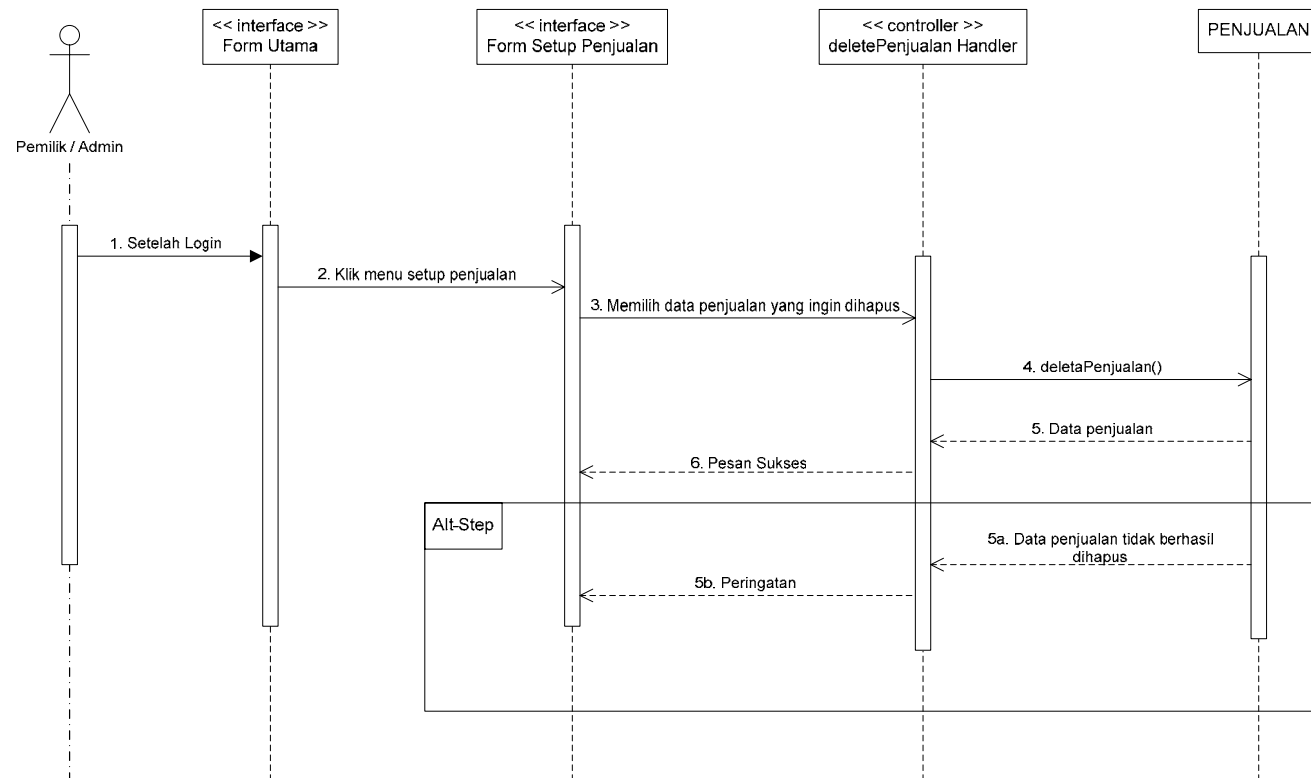 << interface >>
Form Utama
<< interface >>
Form Setup Penjualan
<< controller >>
deletePenjualan Handler
PENJUALAN
Pemilik / Admin
1. Setelah Login
2. Klik menu setup penjualan
3. Memilih data penjualan yang ingin dihapus
4. deletaPenjualan()
5. Data penjualan
6. Pesan Sukses
Alt-Step
5a. Data penjualan tidak berhasil
dihapus
5b. Peringatan